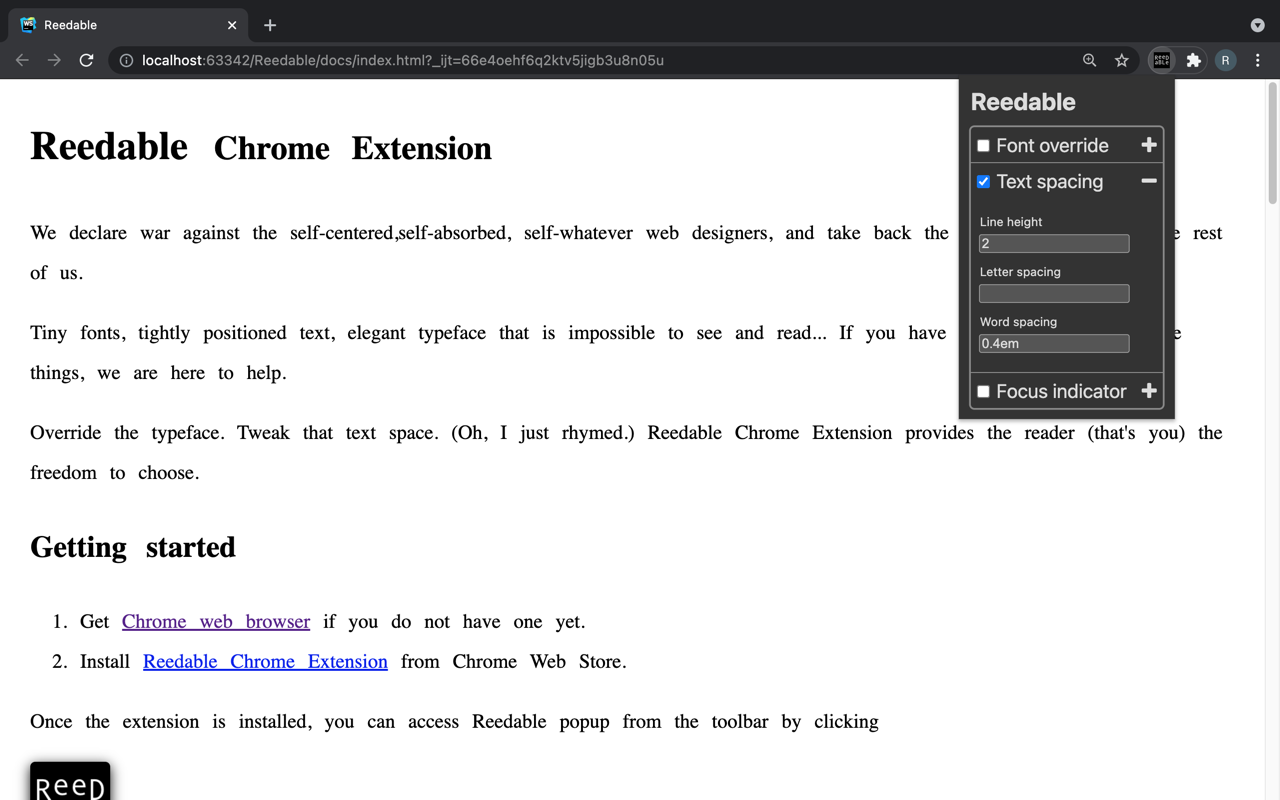 Reedable
localhost:63342/Reedable/docs/index.html?_ijt=66e4oehf6q2ktv5jigb3u8n05u
REED
ABLE
R
Reedable
Font override
Text spacing
Line height
2
Letter spacing
Word spacing
0.4em
Focus indicator
Reedable Chrome Extension
We declare war against the self-centered,self-absorbed, self-whatever web designers, and take back the rest
of us.
Tiny fonts, tightly positioned text, elegant typeface that is impossible to see and read... If you have
things, we are here to help.
Override the typeface. Tweak that text space. (Oh, I just rhymed.) Reedable Chrome Extension provides the reader (that's you) the
freedom to choose.
Getting started
1. Get Chrome web browser if you do not have one yet.
2. Install Reedable Chrome Extension from Chrome Web Store.
Once the extension is installed, you can access Reedable popup from the toolbar by clicking
REED